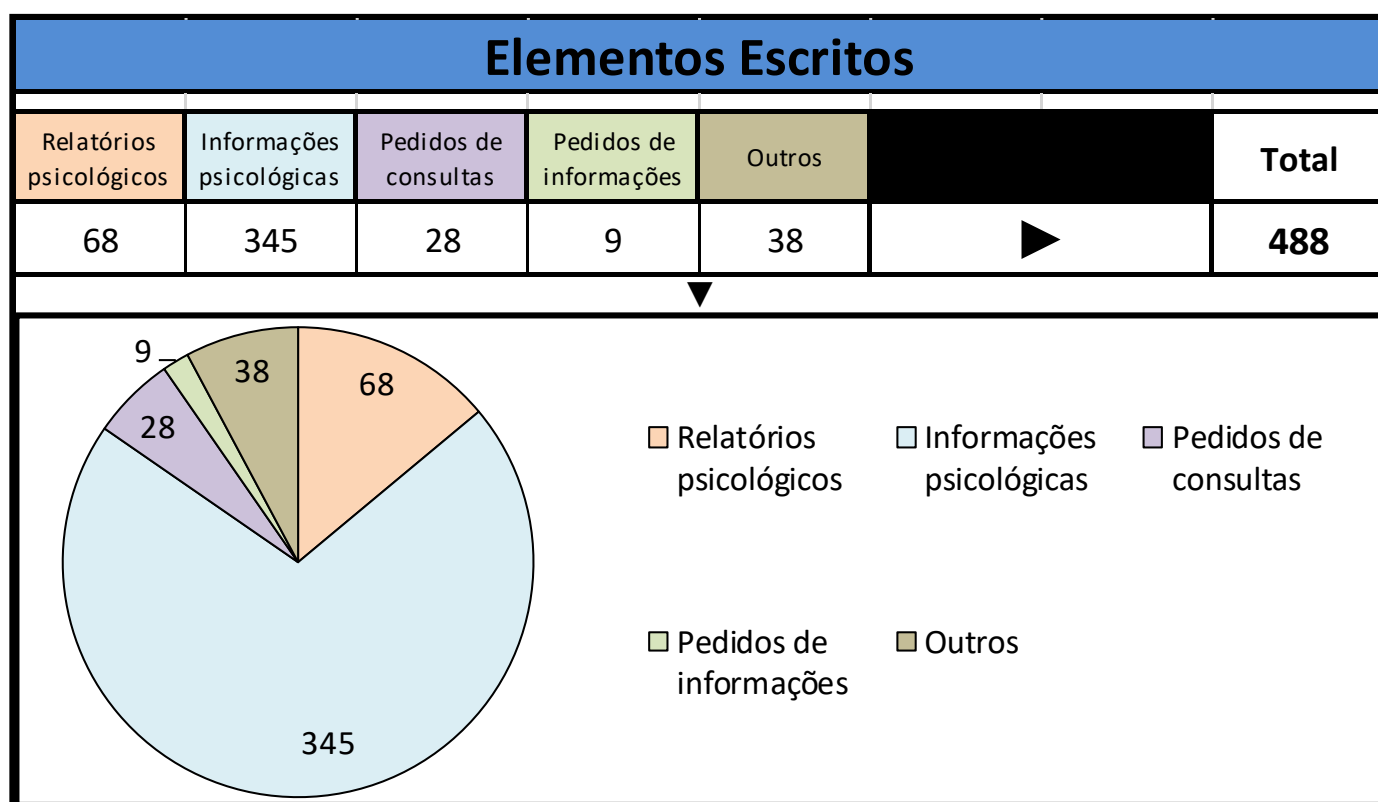 Elementos Escritos
Relatórios
psicológicos
Informações
psicológicas
Pedidos de
consultas
Pedidos de
informações
Outros
Total
68
345
28
9
38
488
9
38
68
28
345
Relatórios
psicológicos
Informações
psicológicas
Pedidos de
consultas
Pedidos de
informações
Outros